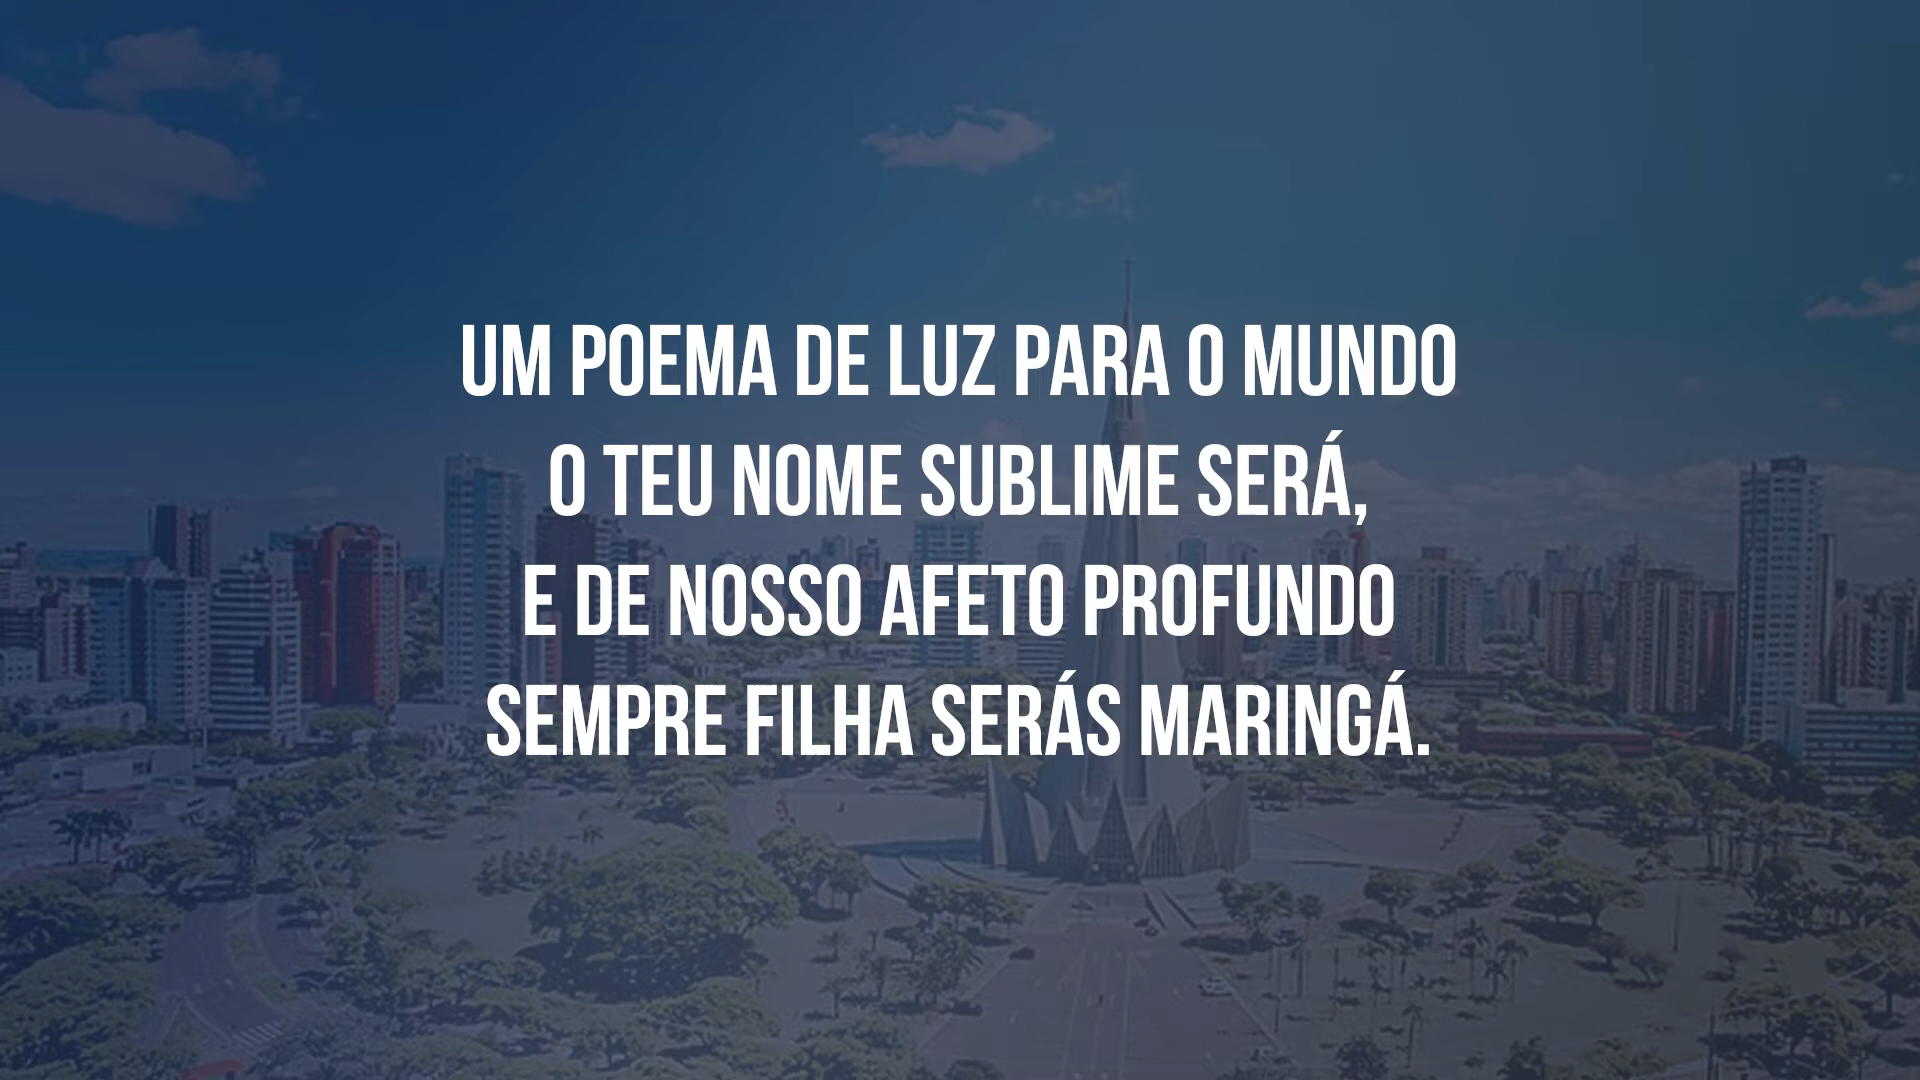 UM POEMA DE LUZ PARA O MUNDO
O TEU NOME SUBLIME SERÁ,
E DE NOSSO AFETO PROFUNDO
SEMPRE FILHA SERÁS MARINGÁ.